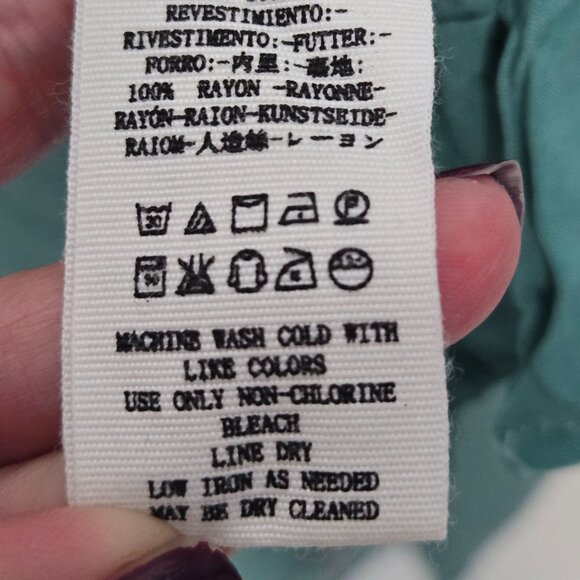 REVESTIMIENTO:-
RIVESTIMENTO:-FUTTER:-
FORRO:-内里:-裏地:
100% RAYON -RAYONNE-
RAYÓN-RAION-KUNSTSEIDE-
RAIOM-人造絲-レーヨン
30
P
30
MACHINE WASH COLD WITH
LIKE COLORS
USE ONLY NON-CHLORINE
BLEACH
LINE DRY
LOW IRON AS NEEDED
MAY BE DRY CLEANED